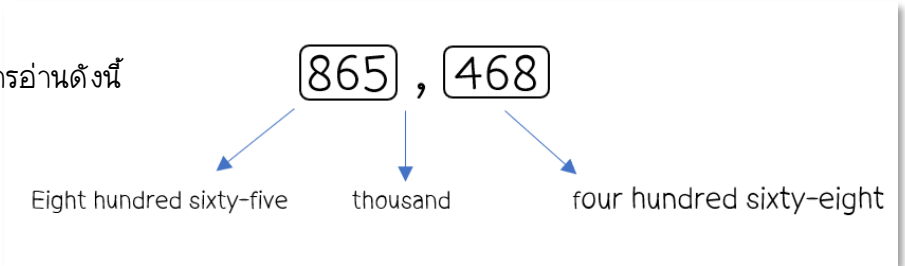 865 , 468
รอ่านดังนี้
Eight hundred sixty-five thousand four hundred sixty-eight